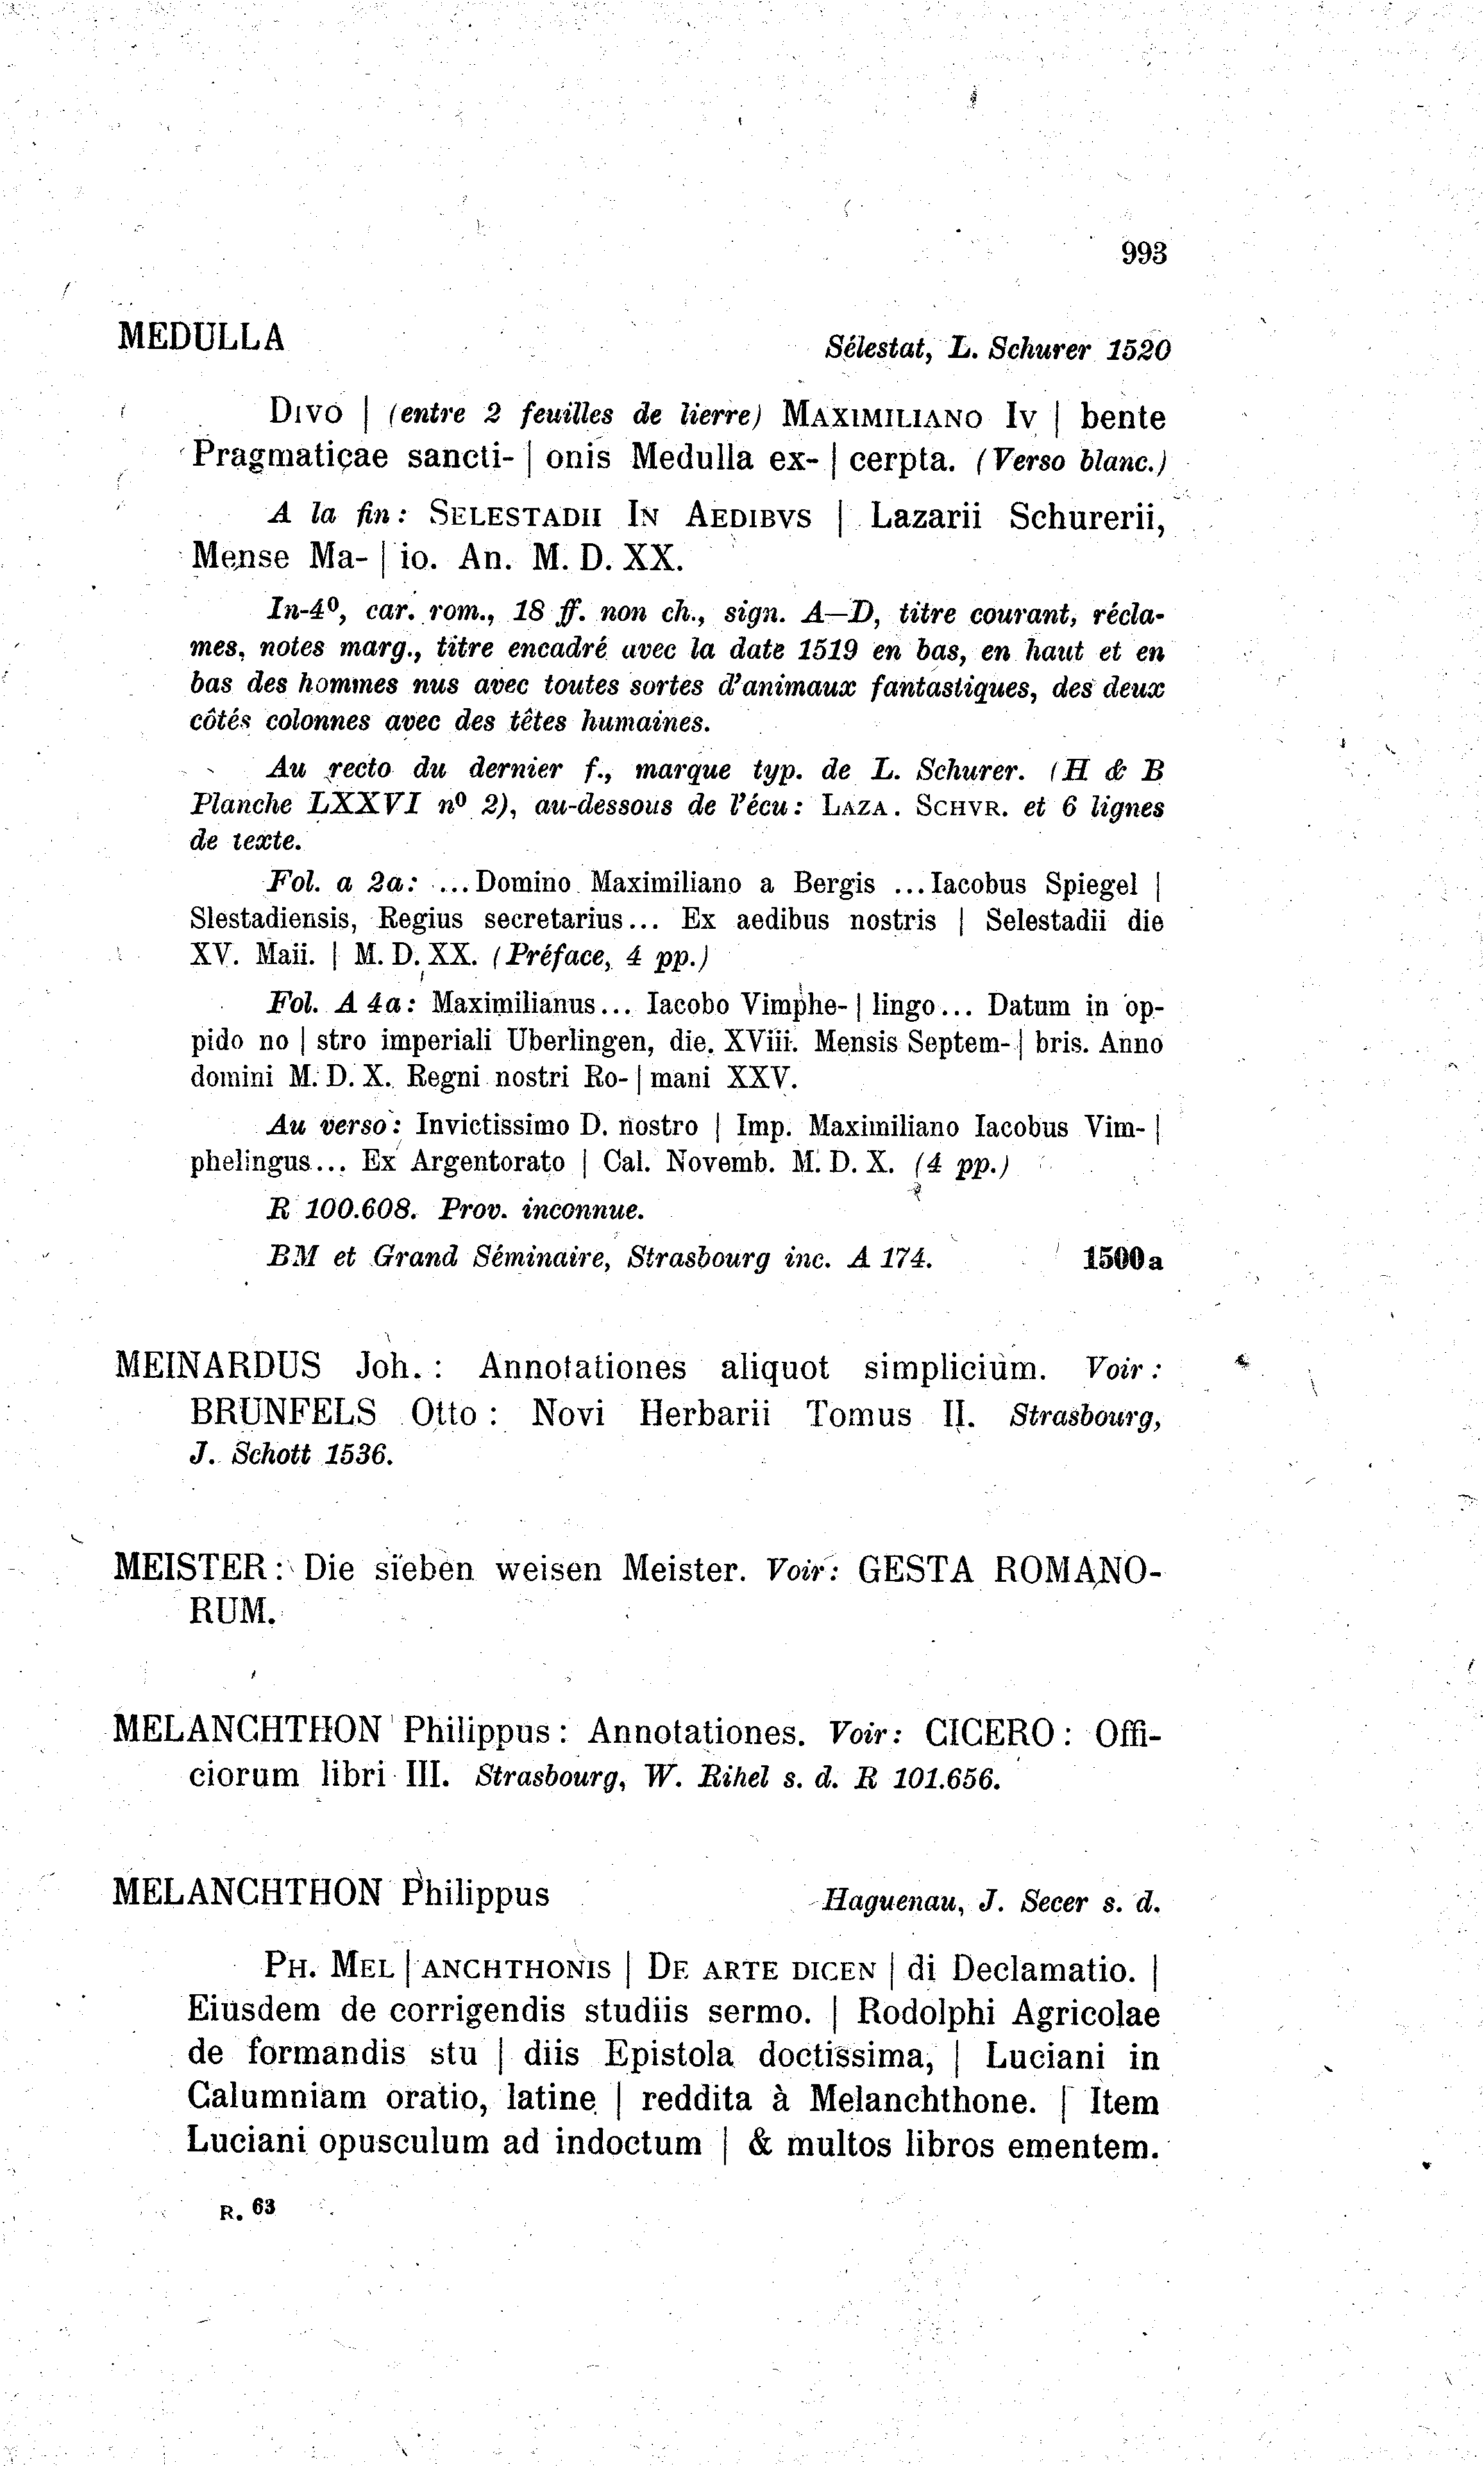 993
MEDULLA Sélestat, L. Schurer 1520
DIVO | (entre 2 feuilles de lierre) MAXIMILIANO IV | bente
Pragmaticae sancti- | onis Medulla ex- | cerpta. (Verso blanc.)
A la fin: SELESTADII IN AEDIBVS | Lazarii Schurerii,
Mense Ma- | io. An. M. D. XX.
In-4º, car. rom., 18 ff. non ch., sign. A—D, titre courant, récla-
mes, notes marg., titre encadré avec la date 1519 en bas, en haut et en
bas des hommes nus avec toutes sortes d'animaux fantastiques, des deux
côtés colonnes avec des têtes humaines.
Au recto du dernier f., marque typ. de L. Schurer. (H & B
Planche LXXVI nº 2), au-dessous de l'écu: LAZA. SCHVR. et 6 lignes
de texte.
Fol. a 2a: ...Domino Maximiliano a Bergis ...Iacobus Spiegel |
Slestadiensis, Regius secretarius... Ex aedibus nostris | Selestadii die
XV. Maii. | M. D. XX. (Préface, 4 pp.)
Fol. A 4a: Maximilianus... Iacobo Vimphe- | lingo... Datum in op-
pido no | stro imperiali Uberlingen, die. XViii. Mensis Septem- | bris. Anno
domini M. D. X. Regni nostri Ro- | mani XXV.
Au verso: Invictissimo D. nostro | Imp. Maximiliano Iacobus Vim- |
phelingus... Ex Argentorato | Cal. Novemb. M. D. X. (4 pp.)
R 100.608. Prov. inconnue.
BM et Grand Séminaire, Strasbourg inc. A 174. 1500a
MEINARDUS Joh.: Annotationes aliquot simplicium. Voir:
BRUNFELS Otto: Novi Herbarii Tomus II. Strasbourg,
J. Schott 1536.
MEISTER: Die sieben weisen Meister. Voir: GESTA ROMANO-
RUM.
MELANCHTHON Philippus: Annotationes. Voir: CICERO: Offi-
ciorum libri III. Strasbourg, W. Rihel s. d. R 101.656.
MELANCHTHON Philippus Haguenau, J. Secer s. d.
PH. MEL | ANCHTHONIS | DE ARTE DICEN | di Declamatio. |
Eiusdem de corrigendis studiis sermo. | Rodolphi Agricolae
de formandis stu | diis Epistola doctissima, | Luciani in
Calumniam oratio, latine | reddita à Melanchthone. | Item
Luciani opusculum ad indoctum | & multos libros ementem.
R. 63